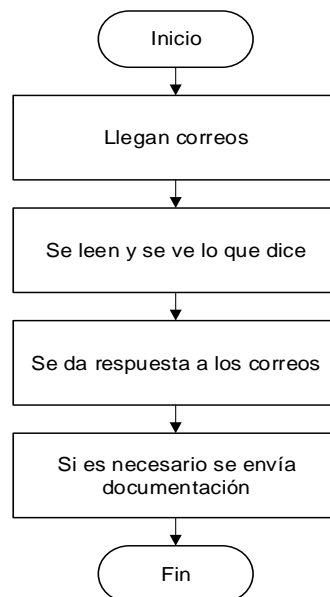 Inicio
Llegan correos
Se leen y se ve lo que dice
Se da respuesta a los correos
Si es necesario se envía
documentación
Fin